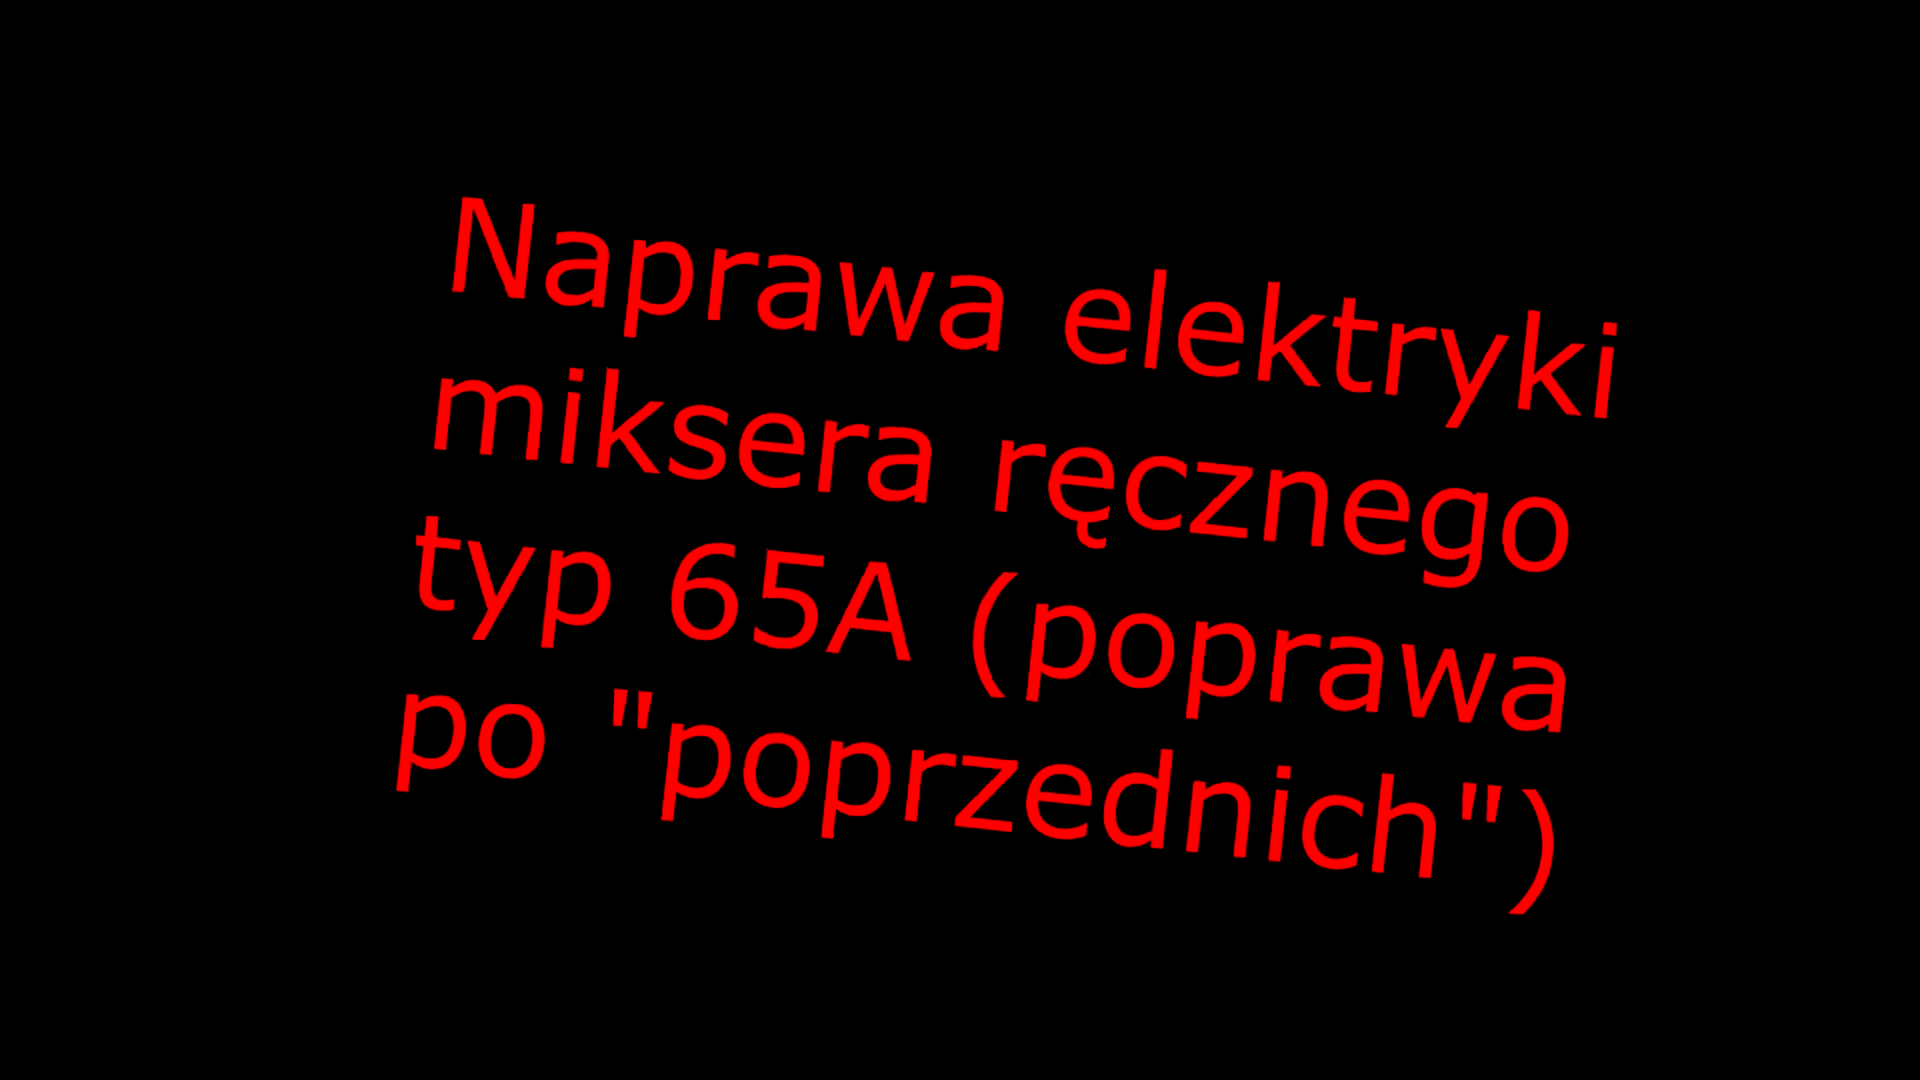 Naprawa elektryki
miksera ręcznego
typ 65A (poprawa
po "poprzednich")